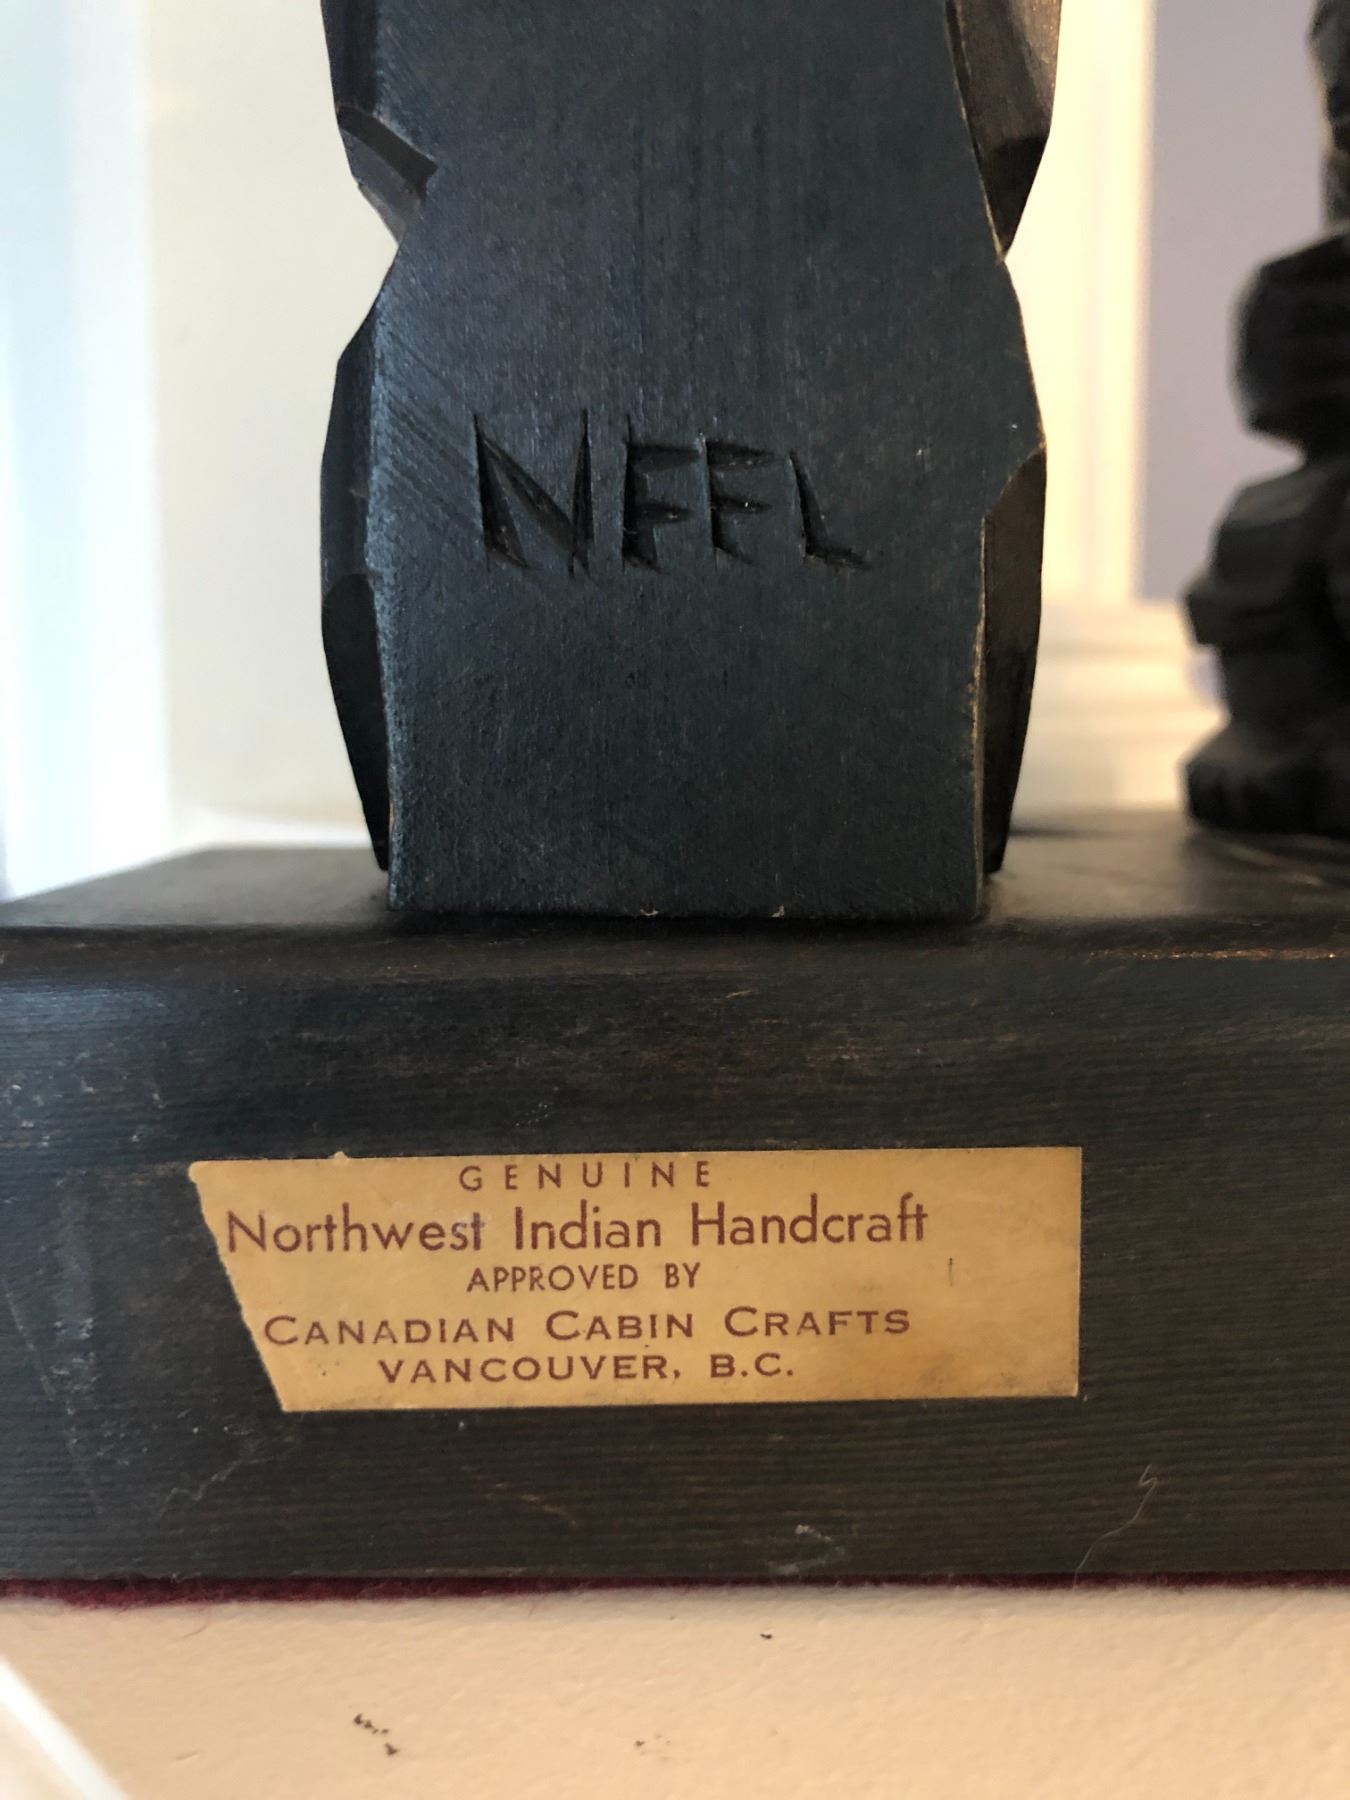 NFFL
GENUINE
Northwest Indian Handcraft
APPROVED BY
CANADIAN CABIN CRAFTS
VANCOUVER, B.C.